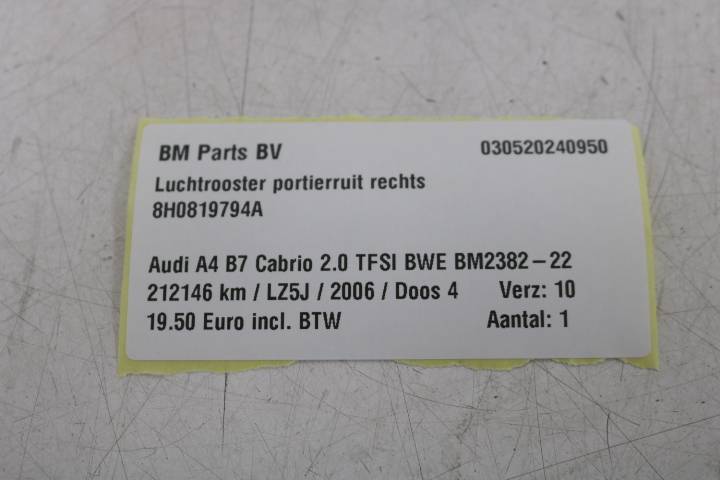 BM Parts BV 030520240950
Luchtrooster portierruit rechts
8H0819794A
Audi A4 B7 Cabrio 2.0 TFSI BWE BM2382-22
212146 km / LZ5J / 2006 / Doos 4 Verz: 10
19.50 Euro incl. BTW Aantal: 1